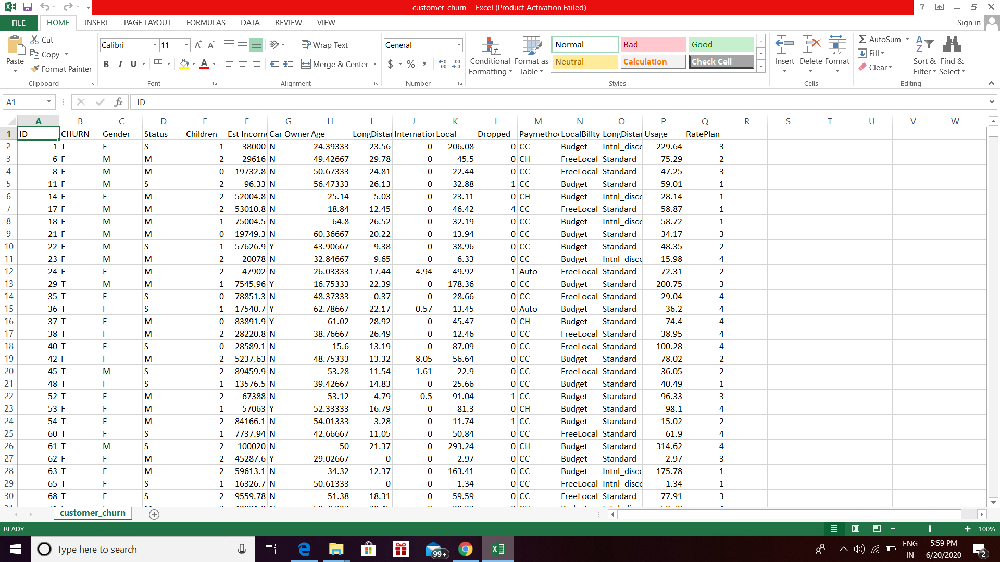 customer_churn - Excel (Product Activation Failed)
FILE HOME INSERT PAGE LAYOUT FORMULAS DATA REVIEW VIEW Sign in
Paste Cut Copy Format Painter Clipboard
Calibri 11 B I U Font
Wrap Text Merge & Center Alignment
General $ % , Number
Conditional Formatting Format as Table
Normal Bad Good
Neutral Calculation Check Cell
Styles
Insert Delete Format Cells
AutoSum Fill Clear Sort & Filter Find & Select Editing
A1 fx ID
A B C D E F G H I J K L M N O P Q R S T U V W
1 ID CHURN Gender Status Children Est Income Car Owner Age LongDistar Internation Local Dropped Paymetho LocalBillty LongDistar Usage RatePlan
2 1 T F S 1 38000 N 24.39333 23.56 0 206.08 0 CC Budget Intnl_disco 229.64 3
3 6 F M M 2 29616 N 49.42667 29.78 0 45.5 0 CH FreeLocal Standard 75.29 2
4 8 F M M 0 19732.8 N 50.67333 24.81 0 22.44 0 CC FreeLocal Standard 47.25 3
5 11 F M S 2 96.33 N 56.47333 26.13 0 32.88 1 CC Budget Standard 59.01 1
6 14 F F M 2 52004.8 N 25.14 5.03 0 23.11 0 CH Budget Intnl_disco 28.14 1
7 17 F M M 2 53010.8 N 18.84 12.45 0 46.42 4 CC FreeLocal Standard 58.87 1
8 18 F M M 1 75004.5 N 64.8 26.52 0 32.19 0 CC Budget Intnl_disco 58.72 1
9 21 F M M 0 19749.3 N 60.36667 20.22 0 13.94 0 CC Budget Standard 34.17 3
10 22 F M S 1 57626.9 Y 43.90667 9.38 0 38.96 0 CC Budget Standard 48.35 2
11 23 F M M 2 20078 N 32.84667 9.65 0 6.33 0 CC Budget Intnl_disco 15.98 4
12 24 F F M 2 47902 N 26.03333 17.44 4.94 49.92 1 Auto FreeLocal Standard 72.31 2
13 29 T M M 1 7545.96 Y 16.75333 22.39 0 178.36 0 CC Budget Standard 200.75 3
14 35 T F S 0 78851.3 N 48.37333 0.37 0 28.66 0 CC FreeLocal Standard 29.04 4
15 36 T F S 1 17540.7 Y 62.78667 22.17 0.57 13.45 0 Auto Budget Standard 36.2 4
16 37 T F M 0 83891.9 Y 61.02 28.92 0 45.47 0 CH Budget Standard 74.4 4
17 38 T F M 2 28220.8 N 38.76667 26.49 0 12.46 0 CC FreeLocal Standard 38.95 4
18 40 T F S 0 28589.1 N 15.6 13.19 0 87.09 0 CC FreeLocal Standard 100.28 4
19 42 F F M 2 5237.63 N 48.75333 13.32 8.05 56.64 0 CC Budget Standard 78.02 2
20 45 T M S 2 89459.9 N 53.28 11.54 1.61 22.9 0 CC FreeLocal Standard 36.05 2
21 48 T F S 1 13576.5 N 39.42667 14.83 0 25.66 0 CC Budget Standard 40.49 1
22 52 T F M 2 67388 N 53.12 4.79 0.5 91.04 1 CC Budget Standard 96.33 3
23 53 F F M 1 57063 Y 52.33333 16.79 0 81.3 0 CH Budget Standard 98.1 4
24 54 T F M 2 84166.1 N 54.01333 3.28 0 11.74 1 CC Budget Standard 15.02 2
25 60 T F S 1 7737.94 N 42.66667 11.05 0 50.84 0 CC FreeLocal Standard 61.9 4
26 61 T M S 2 100020 N 50 21.37 0 293.24 0 CH Budget Standard 314.62 4
27 62 F F M 2 45287.6 Y 29.02667 0 0 2.97 0 CC Budget Standard 2.97 3
28 63 T F M 2 59613.1 N 34.32 12.37 0 163.41 0 CC Budget Intnl_disco 175.78 1
29 65 T F S 1 16326.7 N 50.61333 0 0 1.34 0 CC FreeLocal Intnl_disco 1.34 1
30 68 T F S 2 9559.78 N 51.38 18.31 0 59.59 0 CC FreeLocal Standard 77.91 3
customer_churn
READY 100%
Type here to search 99+ ENG IN 5:59 PM 6/20/2020 2